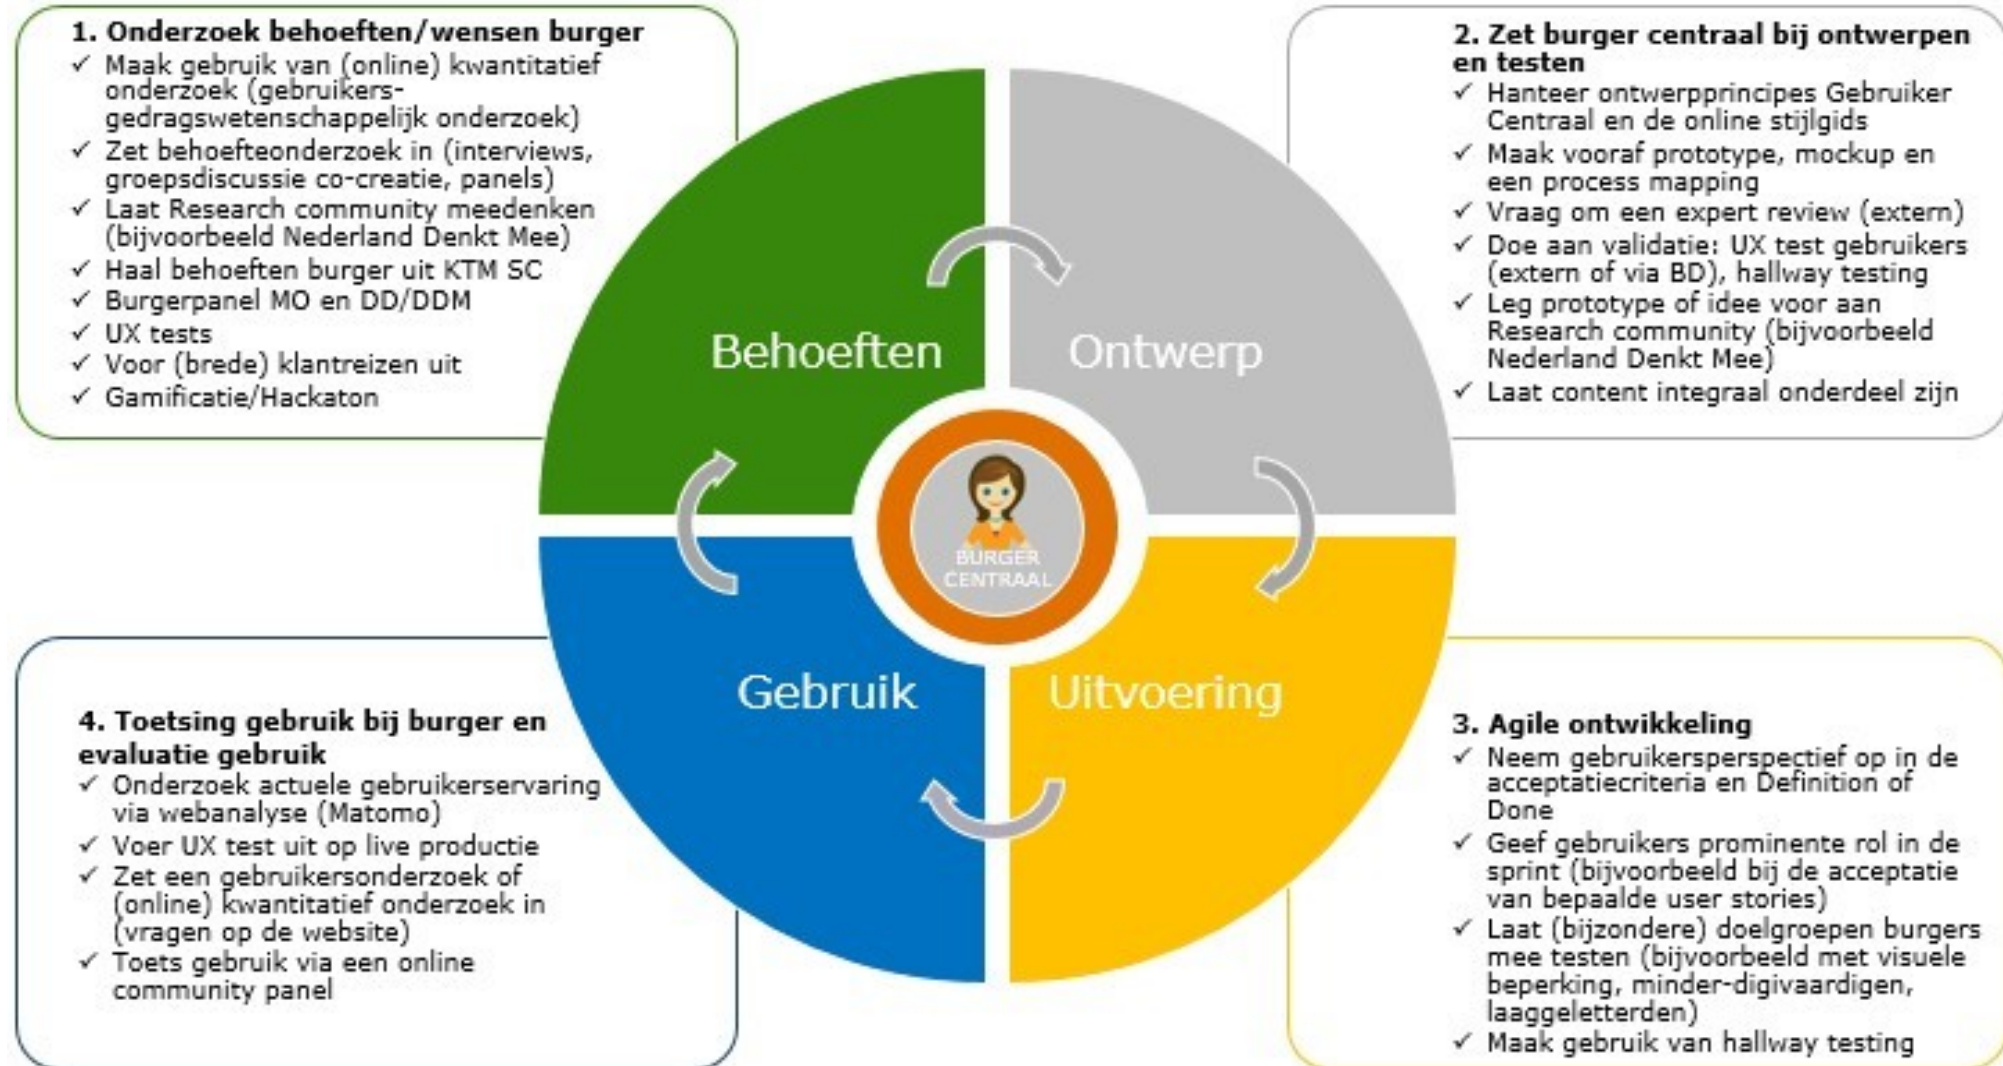 1. Onderzoek behoeften/wensen burger
✓ Maak gebruik van (online) kwantitatief
onderzoek (gebruikers-
gedragswetenschappelijk onderzoek)
✓ Zet behoefteonderzoek in (interviews,
groepsdiscussie co-creatie, panels)
✓ Laat Research community meedenken
(bijvoorbeeld Nederland Denkt Mee)
✓ Haal behoeften burger uit KTM SC
✓ Burgerpanel MO en DD/DDM
✓ UX tests
✓ Voor (brede) klantreizen uit
✓ Gamificatie/Hackaton
2. Zet burger centraal bij ontwerpen
en testen
✓ Hanteer ontwerpprincipes Gebruiker
Centraal en de online stijlgids
✓ Maak vooraf prototype, mockup en
een process mapping
✓ Vraag om een expert review (extern)
✓ Doe aan validatie: UX test gebruikers
(extern of via BD), hallway testing
✓ Leg prototype of idee voor aan
Research community (bijvoorbeeld
Nederland Denkt Mee)
✓ Laat content integraal onderdeel zijn
Behoeften
Ontwerp
BURGER
CENTRAAL
Gebruik
Uitvoering
3. Agile ontwikkeling
✓ Neem gebruikersperspectief op in de
acceptatiecriteria en Definition of
Done
✓ Geef gebruikers prominente rol in de
sprint (bijvoorbeeld bij de acceptatie
van bepaalde user stories)
✓ Laat (bijzondere) doelgroepen burgers
mee testen (bijvoorbeeld met visuele
beperking, minder-digivaardigen,
laaggeletterden)
✓ Maak gebruik van hallway testing
4. Toetsing gebruik bij burger en
evaluatie gebruik
✓ Onderzoek actuele gebruikerservaring
via webanalyse (Matomo)
✓ Voer UX test uit op live productie
✓ Zet een gebruikersonderzoek of
(online) kwantitatief onderzoek in
(vragen op de website)
✓ Toets gebruik via een online
community panel